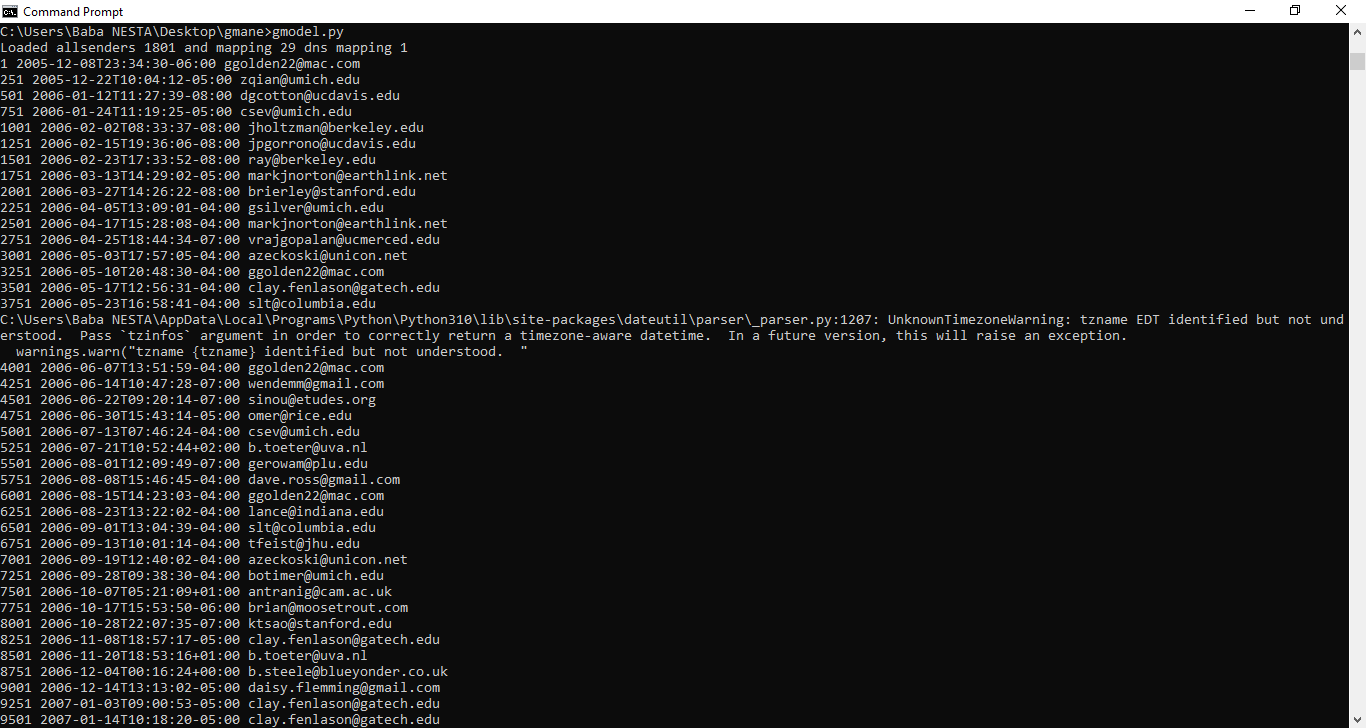 Command Prompt
C:\Users\Baba NESTA\Desktop\gmane>gmodel.py
Loaded allsenders 1801 and mapping 29 dns mapping 1
1 2005-12-08T23:34:30-06:00 ggolden22@mac.com
251 2005-12-22T10:04:12-05:00 zqian@umich.edu
501 2006-01-12T11:27:39-08:00 dgcotton@ucdavis.edu
751 2006-01-24T11:19:25-05:00 csev@umich.edu
1001 2006-02-02T08:33:37-08:00 jholtzman@berkeley.edu
1251 2006-02-15T19:36:06-08:00 jpgorrono@ucdavis.edu
1501 2006-02-23T17:33:52-08:00 ray@berkeley.edu
1751 2006-03-13T14:29:02-05:00 markjnorton@earthlink.net
2001 2006-03-27T14:26:22-08:00 brierley@stanford.edu
2251 2006-04-05T13:09:01-04:00 gsilver@umich.edu
2501 2006-04-17T15:28:08-04:00 markjnorton@earthlink.net
2751 2006-04-25T18:44:34-07:00 vrajgopalan@ucmerced.edu
3001 2006-05-03T17:57:05-04:00 azeckoski@unicon.net
3251 2006-05-10T20:48:30-04:00 ggolden22@mac.com
3501 2006-05-17T12:56:31-04:00 clay.fenlason@gatech.edu
3751 2006-05-23T16:58:41-04:00 slt@columbia.edu
C:\Users\Baba NESTA\AppData\Local\Programs\Python\Python310\lib\site-packages\dateutil\parser\_parser.py:1207: UnknownTimezoneWarning: tzname EDT identified but not und
erstood.  Pass `tzinfos` argument in order to correctly return a timezone-aware datetime.  In a future version, this will raise an exception.
  warnings.warn("tzname {tzname} identified but not understood.  "
4001 2006-06-07T13:51:59-04:00 ggolden22@mac.com
4251 2006-06-14T10:47:28-07:00 wendemm@gmail.com
4501 2006-06-22T09:20:14-07:00 sinou@etudes.org
4751 2006-06-30T15:43:14-05:00 omer@rice.edu
5001 2006-07-13T07:46:24-04:00 csev@umich.edu
5251 2006-07-21T10:52:44+02:00 b.toeter@uva.nl
5501 2006-08-01T12:09:49-07:00 gerowam@plu.edu
5751 2006-08-08T15:46:45-04:00 dave.ross@gmail.com
6001 2006-08-15T14:23:03-04:00 ggolden22@mac.com
6251 2006-08-23T13:22:02-04:00 lance@indiana.edu
6501 2006-09-01T13:04:39-04:00 slt@columbia.edu
6751 2006-09-13T10:01:14-04:00 tfeist@jhu.edu
7001 2006-09-19T12:40:02-04:00 azeckoski@unicon.net
7251 2006-09-28T09:38:30-04:00 botimer@umich.edu
7501 2006-10-07T05:21:09+01:00 antranig@cam.ac.uk
7751 2006-10-17T15:53:50-06:00 brian@moosetrout.com
8001 2006-10-28T22:07:35-07:00 ktsao@stanford.edu
8251 2006-11-08T18:57:17-05:00 clay.fenlason@gatech.edu
8501 2006-11-20T18:53:16+01:00 b.toeter@uva.nl
8751 2006-12-04T00:16:24+00:00 b.steele@blueyonder.co.uk
9001 2006-12-14T13:13:02-05:00 daisy.flemming@gmail.com
9251 2007-01-03T09:00:53-05:00 clay.fenlason@gatech.edu
9501 2007-01-14T10:18:20-05:00 clay.fenlason@gatech.edu